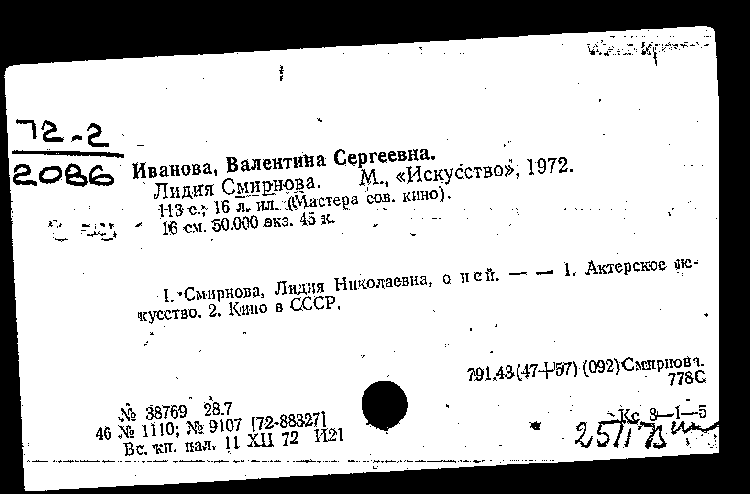 72-2
2086
Иванова, Валентина Сергеевна.
Лидия Смирнова. М., «Искусство», 1972.
113 с.; 16 л. ил. (Мастера сов. кино).
16 см. 50.000 экз. 45 к.
1. Смирнова, Лидия Николаевна, о ней. — — 1. Актерское ис-
кусство. 2. Кино в СССР.
791.43(47+57)(092)Смирнова.
778С
№ 38769 28.7
46 № 1110; № 9107 [72-88327]
Вс. кн. пал. 11 XII 72 И21
Кс 8—1—5